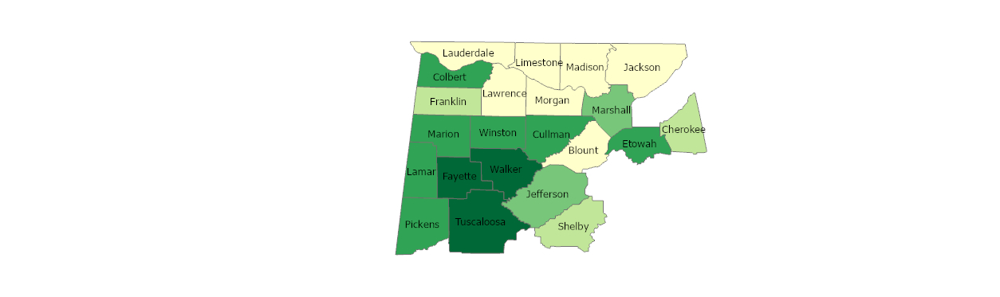 Lauderdale
Limestone
Madison
Jackson
Colbert
Lawrence
Franklin
Morgan
Marshall
Cherokee
Marion
Winston
Cullman
Etowah
Blount
Lamar
Fayette
Walker
Jefferson
Pickens
Tuscaloosa
Shelby